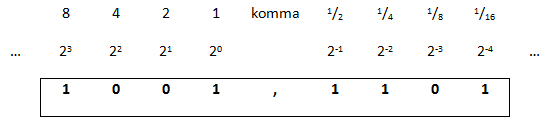 8 4 2 1 komma ¹/₂ ¹/₄ ¹/₈ ¹/₁₆
... 2³ 2² 2¹ 2⁰ 2⁻¹ 2⁻² 2⁻³ 2⁻⁴ ...
1 0 0 1 , 1 1 0 1